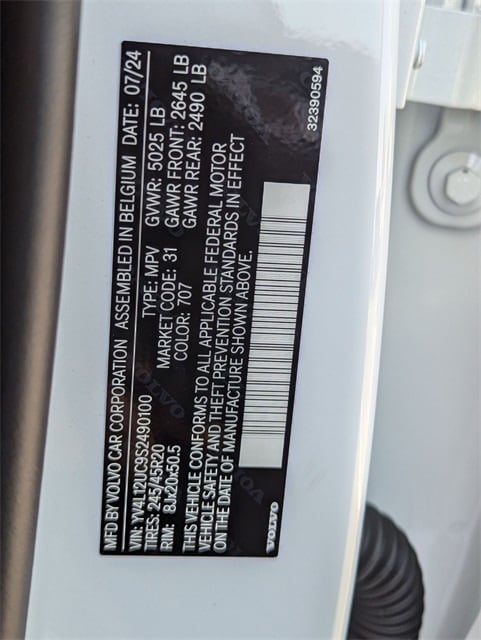 MFD BY VOLVO CAR CORPORATION ASSEMBLED IN BELGIUM DATE: 07/24
VIN: YV4L12UC9S2490100 TYPE: MPV GVWR: 5025 LB
TIRES: 245/45R20 MARKET CODE: 31 GAWR FRONT: 2645 LB
RIM: 8Jx20x50.5 COLOR: 707 GAWR REAR: 2490 LB
THIS VEHICLE CONFORMS TO ALL APPLICABLE FEDERAL MOTOR
VEHICLE SAFETY AND THEFT PREVENTION STANDARDS IN EFFECT
ON THE DATE OF MANUFACTURE SHOWN ABOVE.
VOLVO 32390594